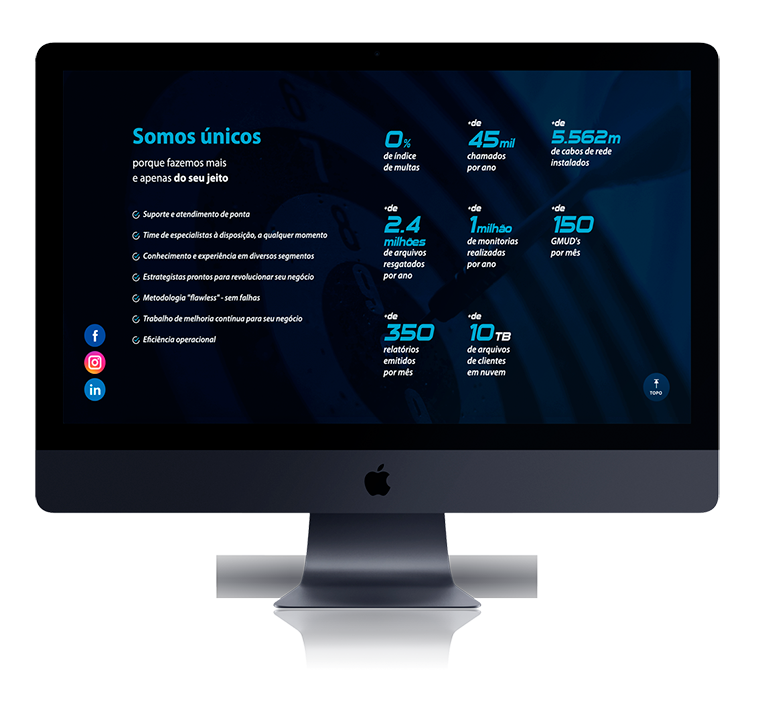 Somos únicos
porque fazemos mais
e apenas do seu jeito
Suporte e atendimento de ponta
Time de especialistas à disposição, a qualquer momento
Conhecimento e experiência em diversos segmentos
Estrategistas prontos para revolucionar seu negócio
Metodologia "flawless" - sem falhas
Trabalho de melhoria contínua para seu negócio
Eficiência operacional
0%
de índice
de multas
+de
45mil
chamados
por ano
+de
5.562m
de cabos de rede
instalados
+de
2.4
milhões
de arquivos
resgatados
por ano
+de
1milhão
de monitorias
realizadas
por ano
+de
150
GMUD's
por mês
+de
350
relatórios
emitidos
por mês
+de
10TB
de arquivos
de clientes
em nuvem
f
in
TOPO